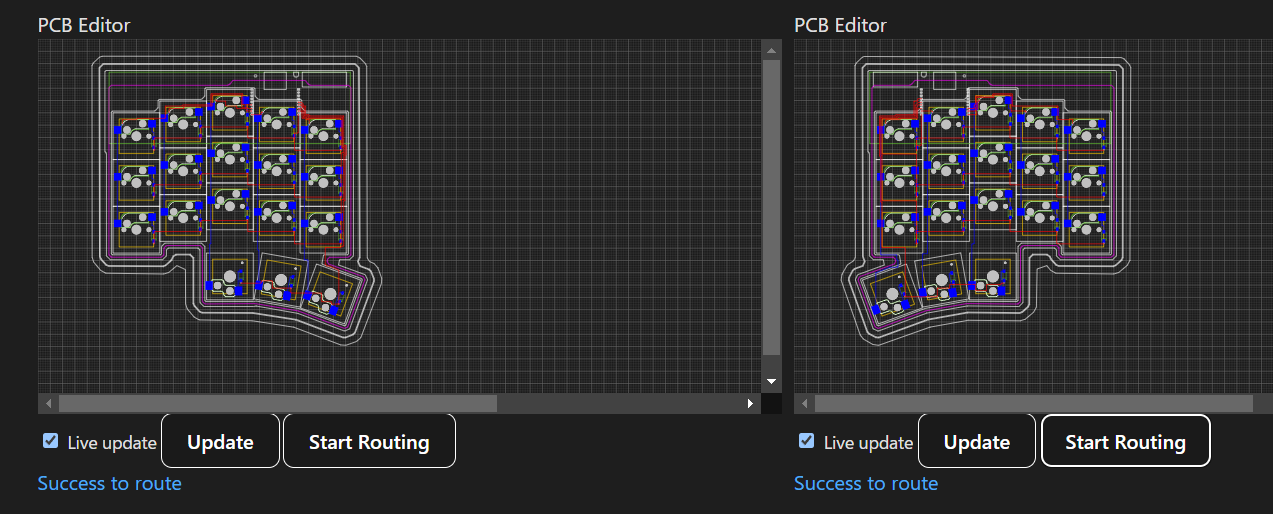 PCB Editor
Live update Update Start Routing
Success to route
PCB Editor
Live update Update Start Routing
Success to route